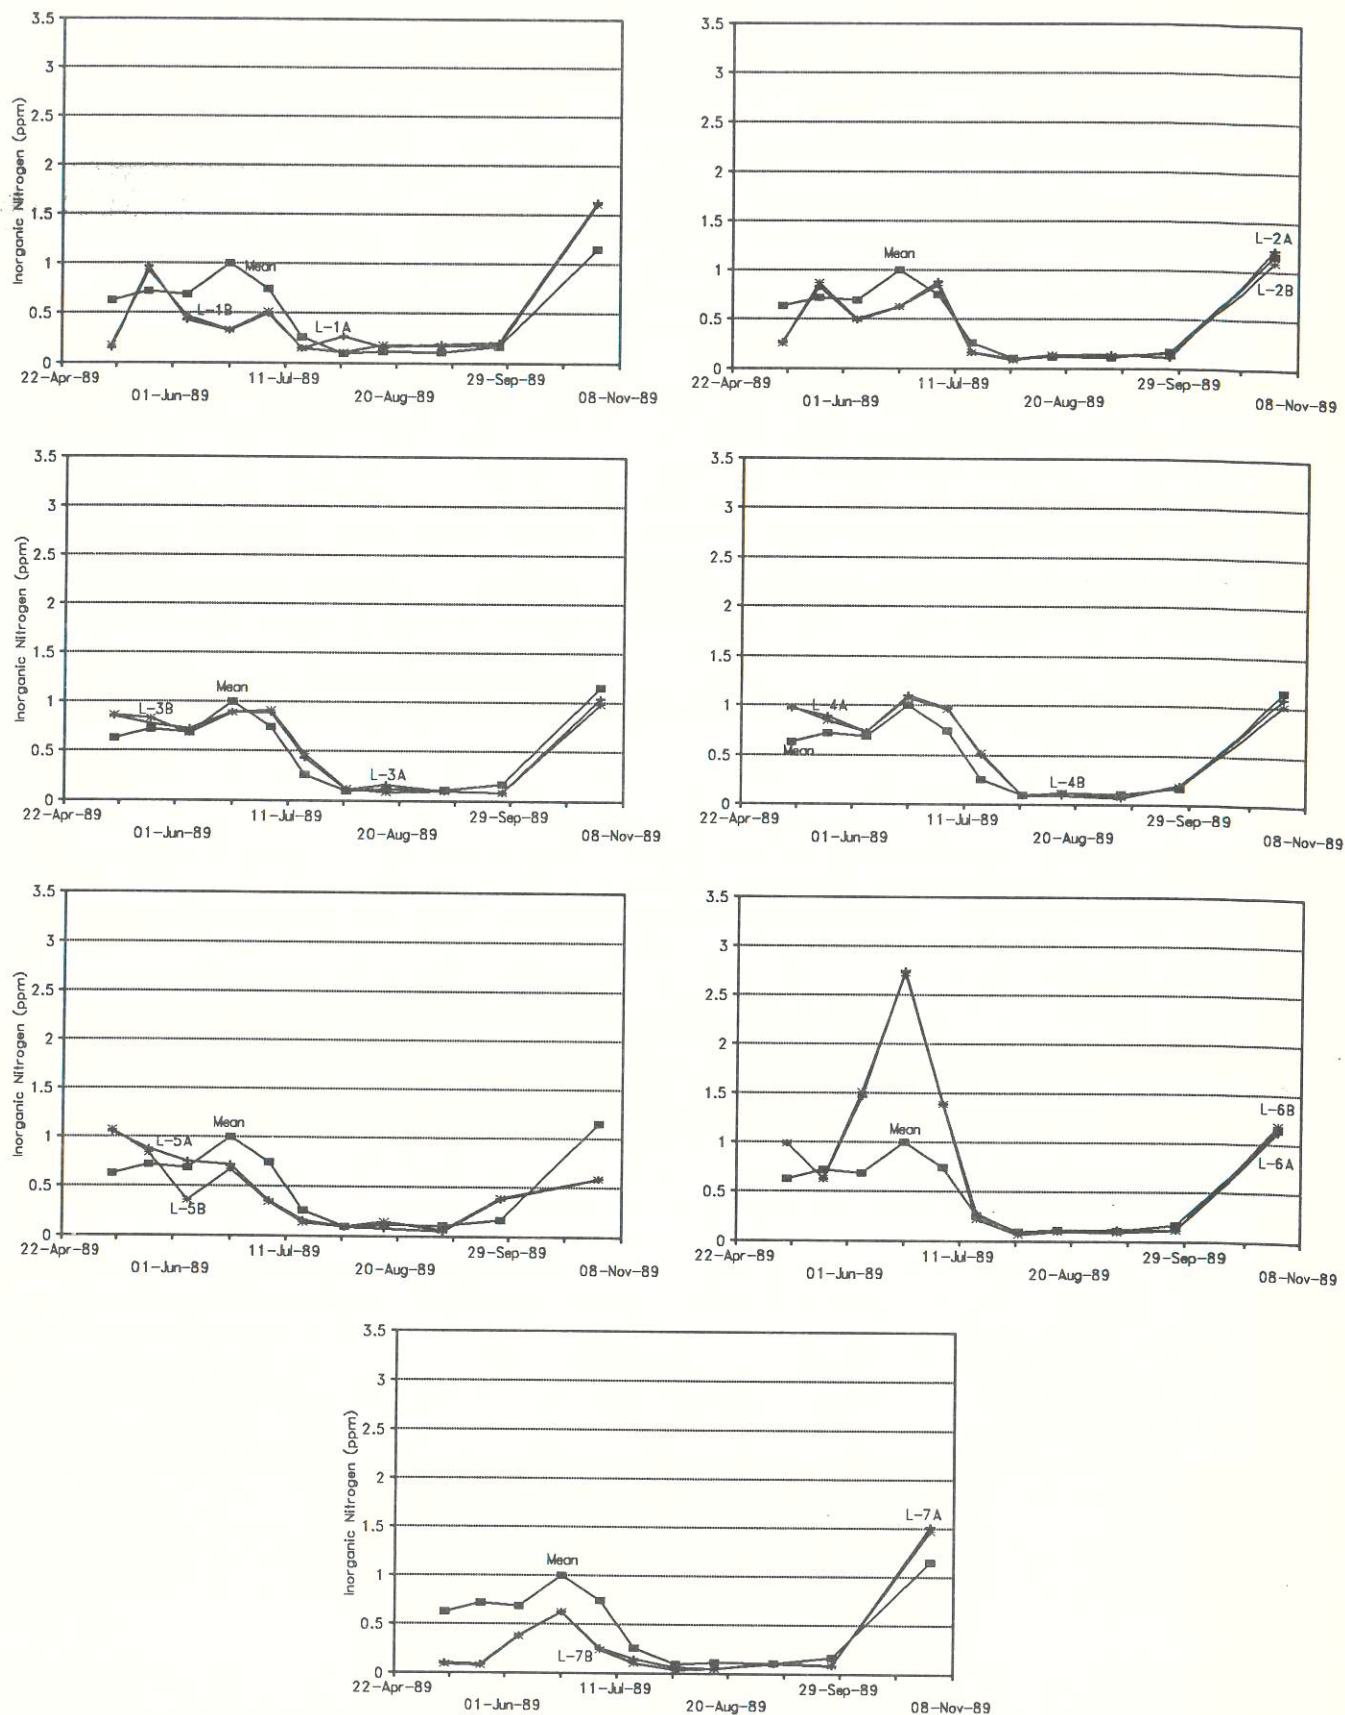 3.5
3
2.5
2
1.5
1
0.5
0
Inorganic Nitrogen (ppm)
Mean
L-1B
L-1A
22-Apr-89
11-Jul-89
29-Sep-89
01-Jun-89
20-Aug-89
08-Nov-89
3.5
3
2.5
2
1.5
1
0.5
0
L-2A
Mean
L-2B
22-Apr-89
11-Jul-89
29-Sep-89
01-Jun-89
20-Aug-89
08-Nov-89
3.5
3
2.5
2
1.5
1
0.5
0
Inorganic Nitrogen (ppm)
Mean
L-3B
L-3A
22-Apr-89
11-Jul-89
29-Sep-89
01-Jun-89
20-Aug-89
08-Nov-89
3.5
3
2.5
2
1.5
1
0.5
0
L-4A
Mean
L-4B
22-Apr-89
11-Jul-89
29-Sep-89
01-Jun-89
20-Aug-89
08-Nov-89
3.5
3
2.5
2
1.5
1
0.5
0
Inorganic Nitrogen (ppm)
Mean
L-5A
L-5B
22-Apr-89
11-Jul-89
29-Sep-89
01-Jun-89
20-Aug-89
08-Nov-89
3.5
3
2.5
2
1.5
1
0.5
0
L-6B
Mean
L-6A
22-Apr-89
11-Jul-89
29-Sep-89
01-Jun-89
20-Aug-89
08-Nov-89
3.5
3
2.5
2
1.5
1
0.5
0
Inorganic Nitrogen (ppm)
L-7A
Mean
L-7B
22-Apr-89
11-Jul-89
29-Sep-89
01-Jun-89
20-Aug-89
08-Nov-89